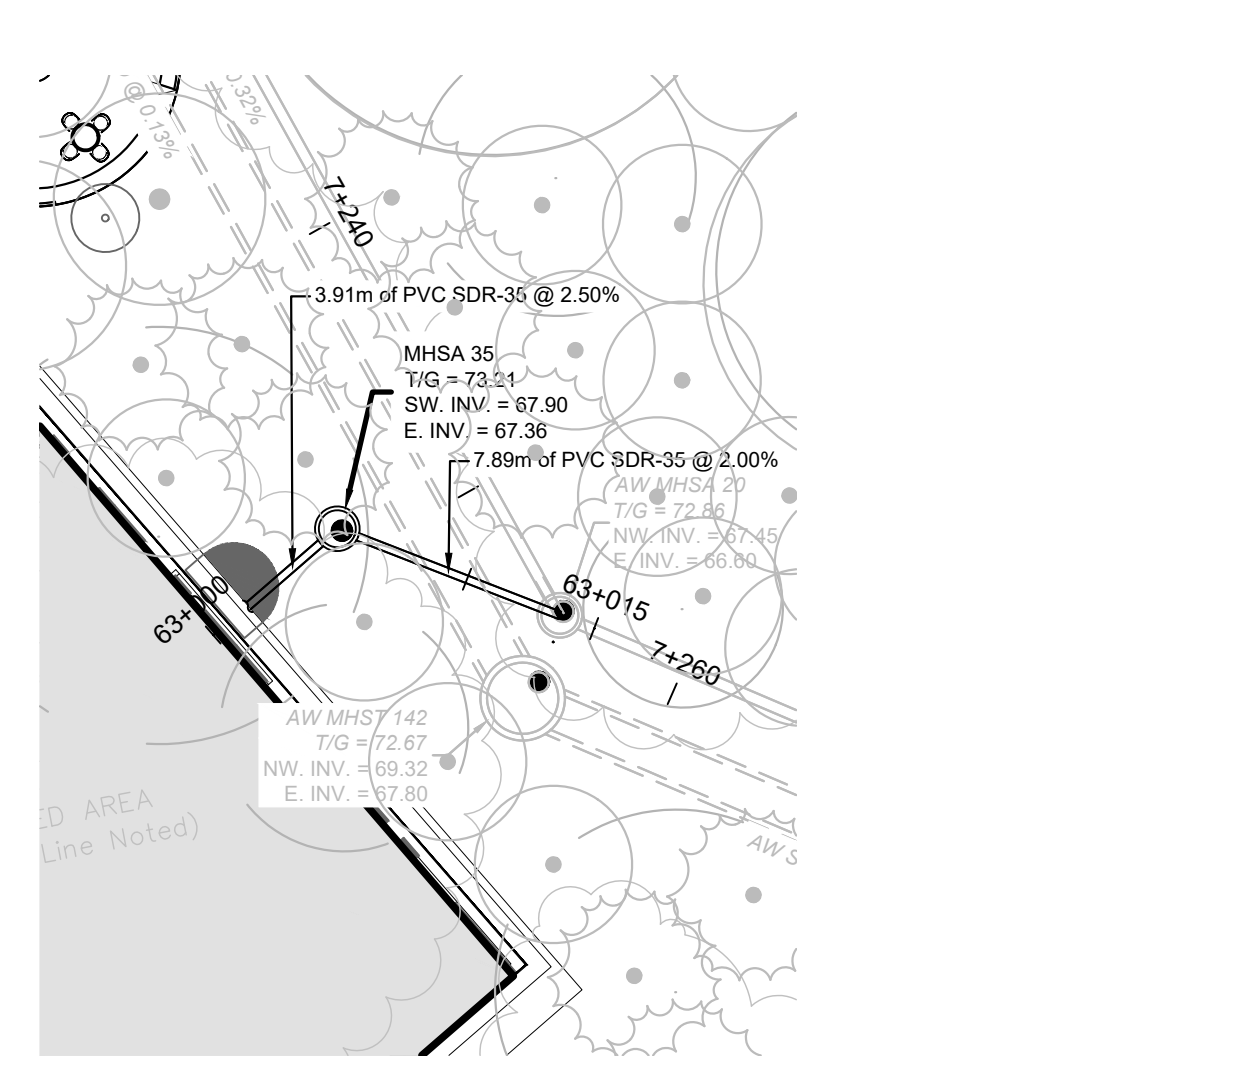 @ 0.13%
0.32%
7+240
3.91m of PVC SDR-35 @ 2.50%
MHSA 35
T/G = 73.21
SW. INV. = 67.90
E. INV. = 67.36
7.89m of PVC SDR-35 @ 2.00%
AW MHSA 20
T/G = 72.86
NW. INV. = 67.45
E. INV. = 66.60
63+000
63+015
7+260
AW MHST 142
T/G = 72.67
NW. INV. = 69.32
E. INV. = 67.80
ED AREA
Line Noted)
AW S